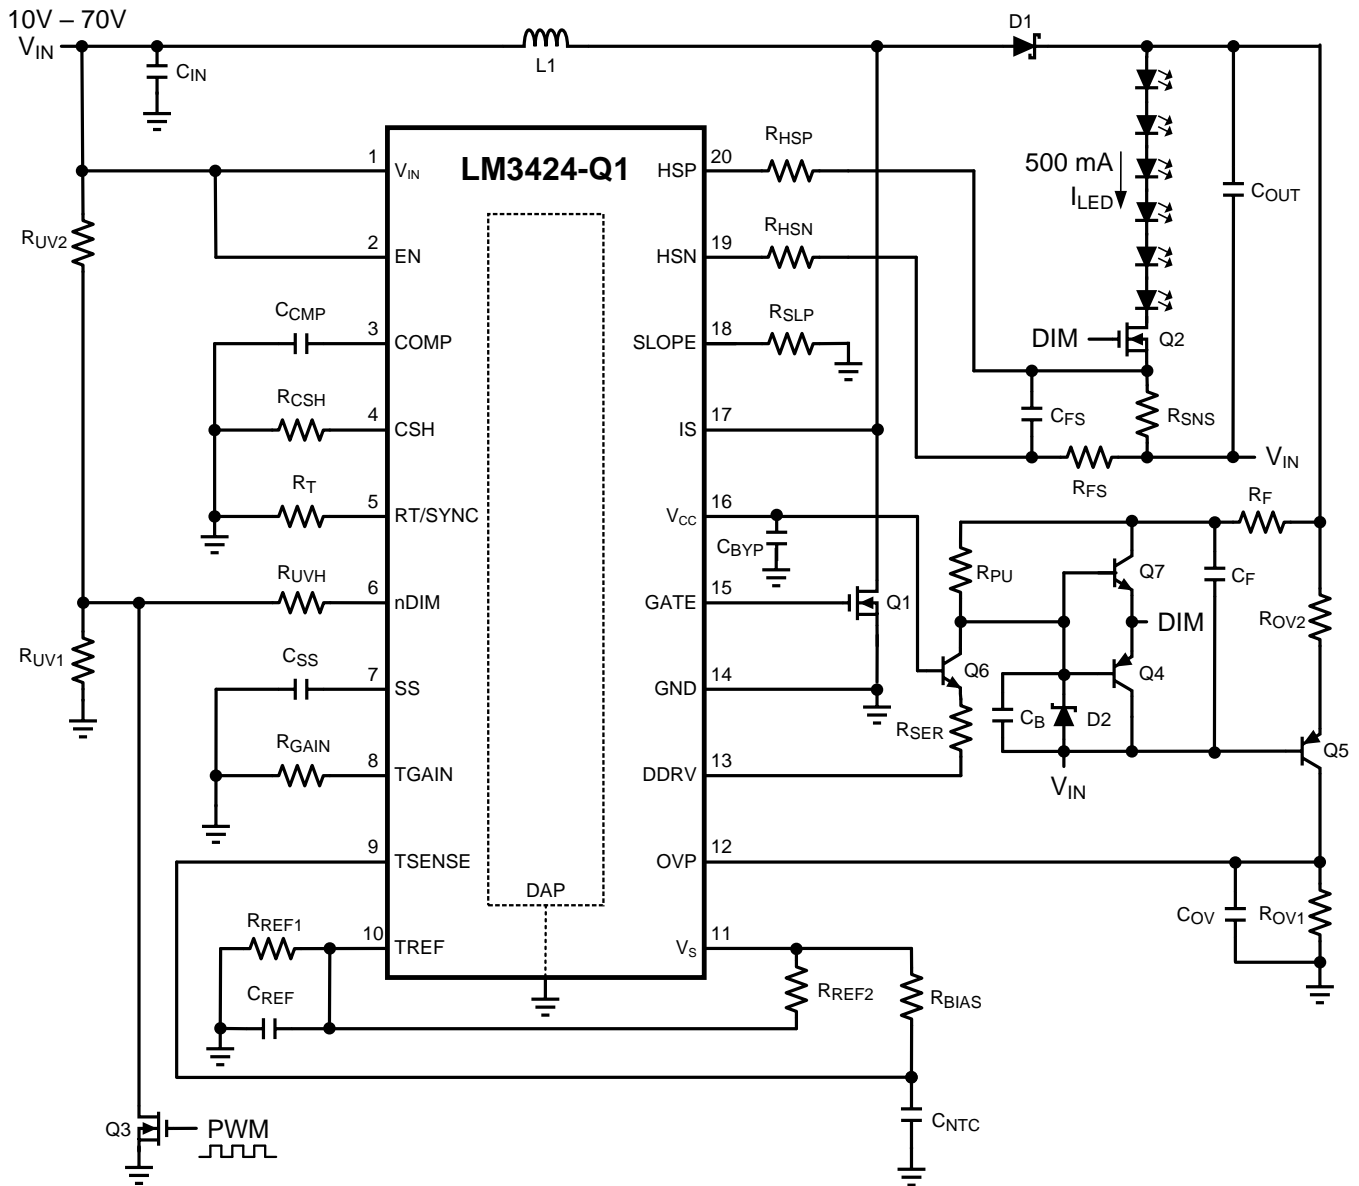 10V – 70V
VIN
CIN
L1
D1
LM3424-Q1
1
VIN
2
EN
3
COMP
4
CSH
5
RT/SYNC
6
nDIM
7
SS
8
TGAIN
9
TSENSE
10
TREF
20
HSP
19
HSN
18
SLOPE
17
IS
16
VCC
15
GATE
14
GND
13
DDRV
12
OVP
11
VS
DAP
RUV2
CCMP
RCSH
RT
RUVH
RUV1
CSS
RGAIN
RREF1
CREF
Q3
PWM
RHSP
RHSN
RSLP
500 mA
ILED
COUT
DIM
Q2
CFS
RSNS
RFS
VIN
CBYP
Q1
RPU
Q7
CF
RF
DIM
ROV2
Q6
Q4
RSER
CB
D2
Q5
VIN
COV
ROV1
RREF2
RBIAS
CNTC